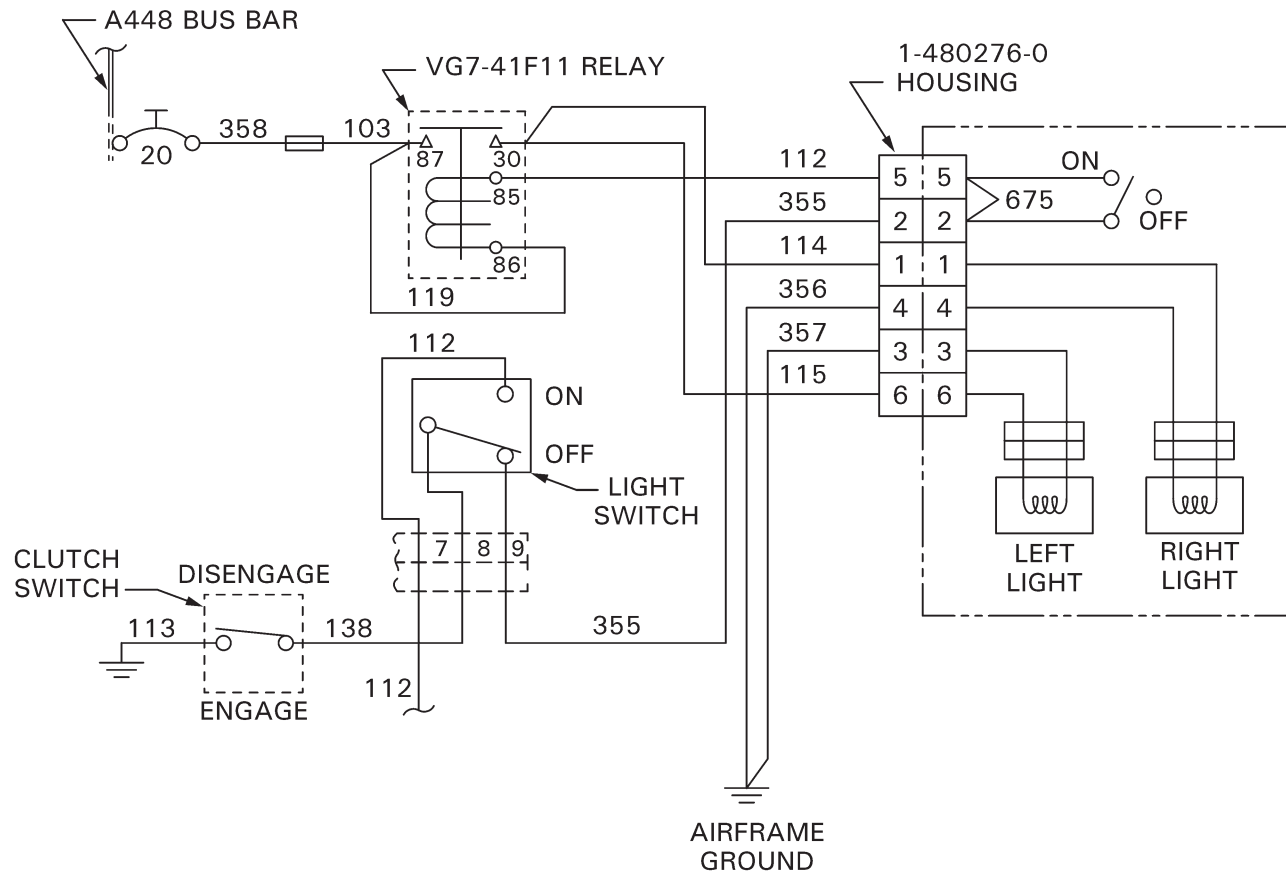 A448 BUS BAR
VG7-41F11 RELAY
1-480276-0
HOUSING
358
103
20
87
30
85
86
119
112
355
114
356
357
115
5 5
2 2
1 1
4 4
3 3
6 6
ON
675
OFF
112
ON
OFF
LIGHT
SWITCH
7 8 9
CLUTCH
SWITCH
DISENGAGE
113
138
355
ENGAGE
112
LEFT
LIGHT
RIGHT
LIGHT
AIRFRAME
GROUND